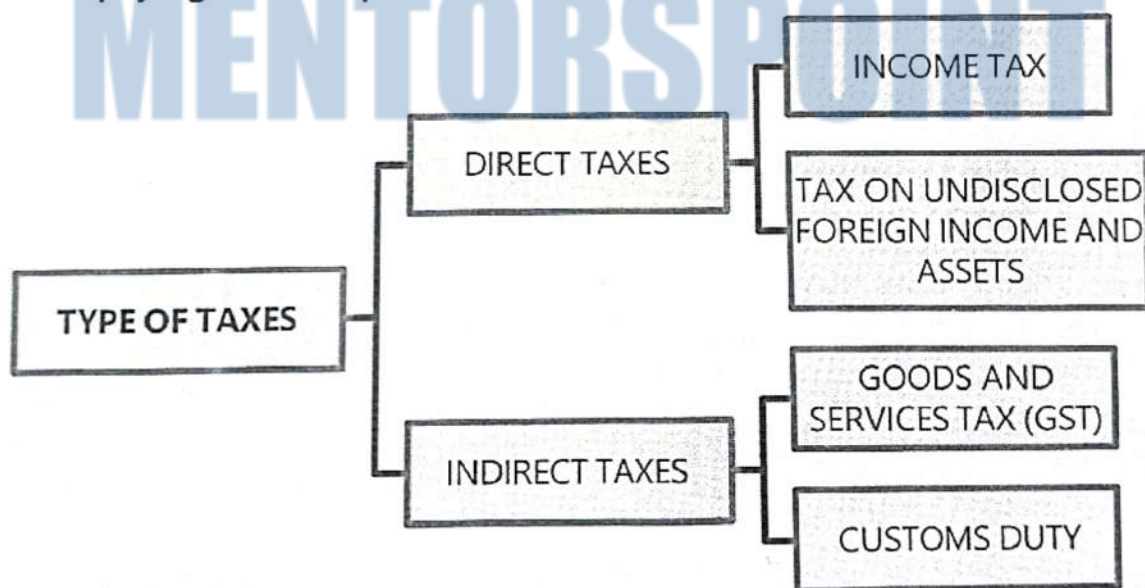 MENTORSPOINT
INCOME TAX
DIRECT TAXES
TAX ON UNDISCLOSED
FOREIGN INCOME AND
ASSETS
TYPE OF TAXES
GOODS AND
SERVICES TAX (GST)
INDIRECT TAXES
CUSTOMS DUTY